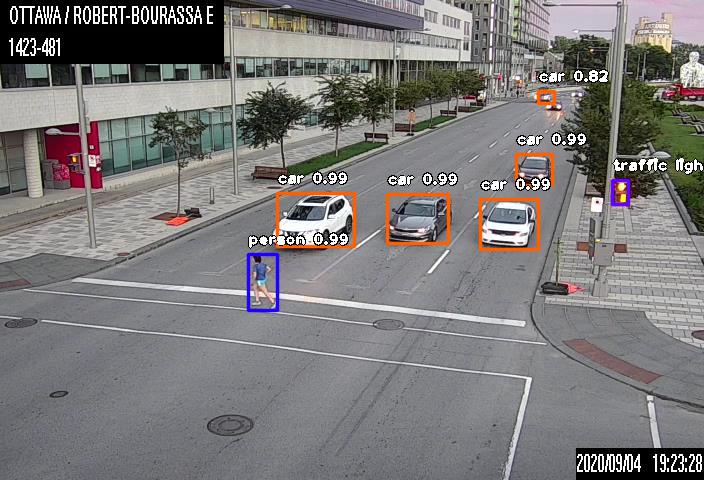 OTTAWA / ROBERT-BOURASSA E
1423-481
car 0.82
car 0.99
traffic ligh
car 0.99
car 0.99
car 0.99
person 0.99
2020/09/04 19:23:28